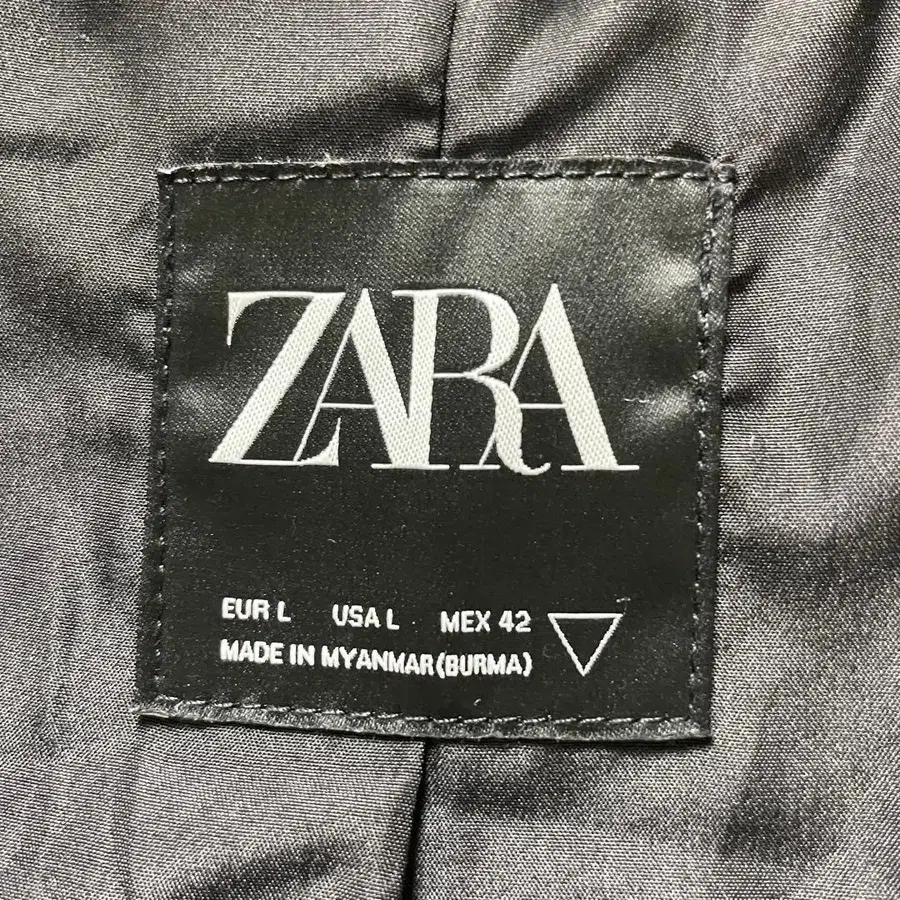 ZARA
EUR L USA L MEX 42
MADE IN MYANMAR(BURMA)